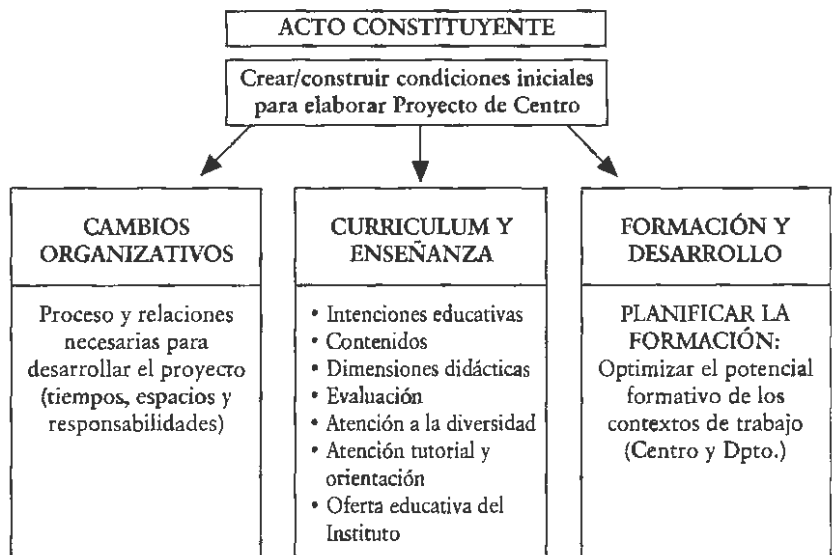 ACTO CONSTITUYENTE
Crear/construir condiciones iniciales
para elaborar Proyecto de Centro
CAMBIOS
ORGANIZATIVOS
Proceso y relaciones
necesarias para
desarrollar el proyecto
(tiempos, espacios y
responsabilidades)
CURRICULUM Y
ENSEÑANZA
• Intenciones educativas
• Contenidos
• Dimensiones didácticas
• Evaluación
• Atención a la diversidad
• Atención tutorial y
orientación
• Oferta educativa del
Instituto
FORMACIÓN Y
DESARROLLO
PLANIFICAR LA
FORMACIÓN:
Optimizar el potencial
formativo de los
contextos de trabajo
(Centro y Dpto.)